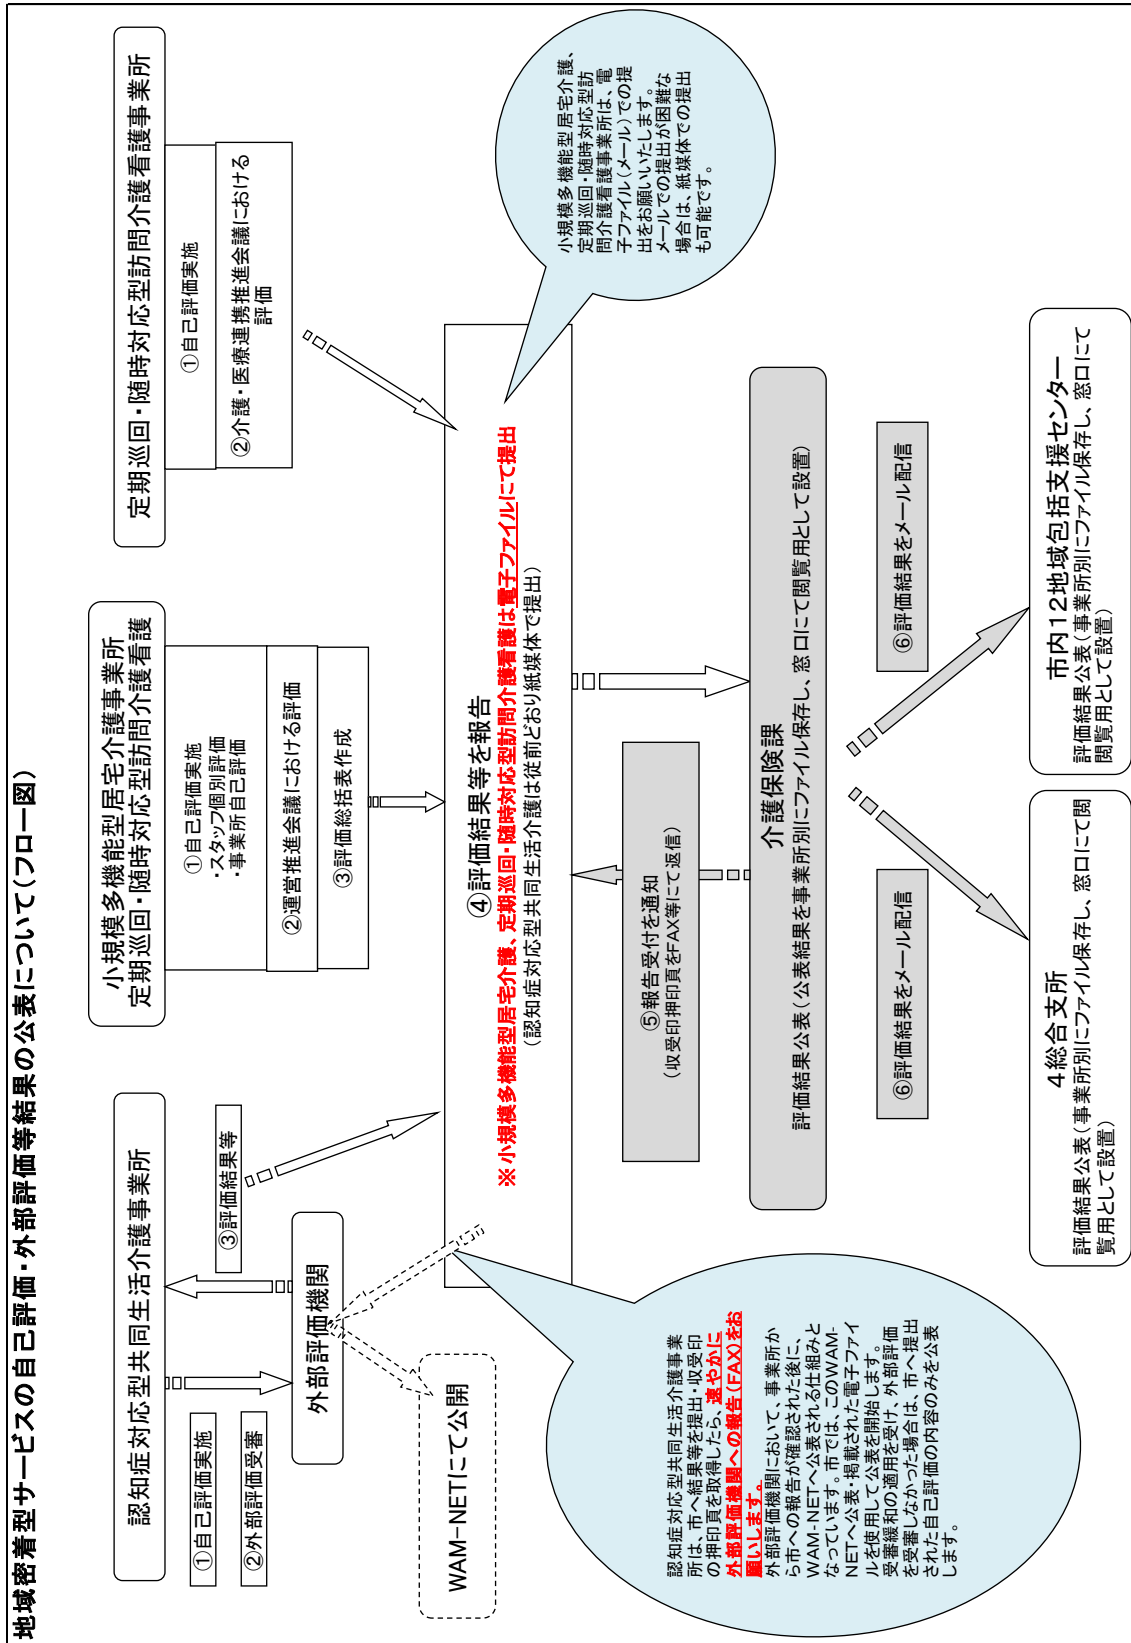 地域密着型サービスの自己評価・外部評価等結果の公表について(フロー図)
認知症対応型共同生活介護事業所
①自己評価実施
②外部評価受審
外部評価機関
③評価結果等
WAM-NETにて公開
小規模多機能型居宅介護事業所
定期巡回・随時対応型訪問介護看護
①自己評価実施
・スタッフ個別評価
・事業所自己評価
②運営推進会議における評価
③評価総括表作成
定期巡回・随時対応型訪問介護看護事業所
①自己評価実施
②介護・医療連携推進会議における
評価
④評価結果等を報告
※小規模多機能型居宅介護、定期巡回・随時対応型訪問介護看護は電子ファイルにて提出
(認知症対応型共同生活介護は従前どおり紙媒体で提出)
小規模多機能型居宅介護、
定期巡回・随時対応型訪
問介護看護事業所は、電
子ファイル(メール)での提
出をお願いいたします。
メールでの提出が困難な
場合は、紙媒体での提出
も可能です。
認知症対応型共同生活介護事業
所は、市へ結果等を提出・収受印
の押印頁を取得したら、速やかに
外部評価機関への報告(FAX)をお
願いします。
外部評価機関において、事業所か
ら市への報告が確認された後に、
WAM-NETへ公表される仕組みと
なっています。市では、このWAM-
NETへ公表・掲載された電子ファイ
ルを使用して公表を開始します。
受審緩和の適用を受け、外部評価
を受審しなかった場合は、市へ提出
された自己評価の内容のみを公表
します。
⑤報告受付を通知
(収受印押印頁をFAX等にて返信)
介護保険課
評価結果公表(公表結果を事業所別にファイル保存し、窓口にて閲覧用として設置)
⑥評価結果をメール配信
⑥評価結果をメール配信
4総合支所
評価結果公表(事業所別にファイル保存し、窓口にて閲
覧用として設置)
市内12地域包括支援センター
評価結果公表(事業所別にファイル保存し、窓口にて
閲覧用として設置)